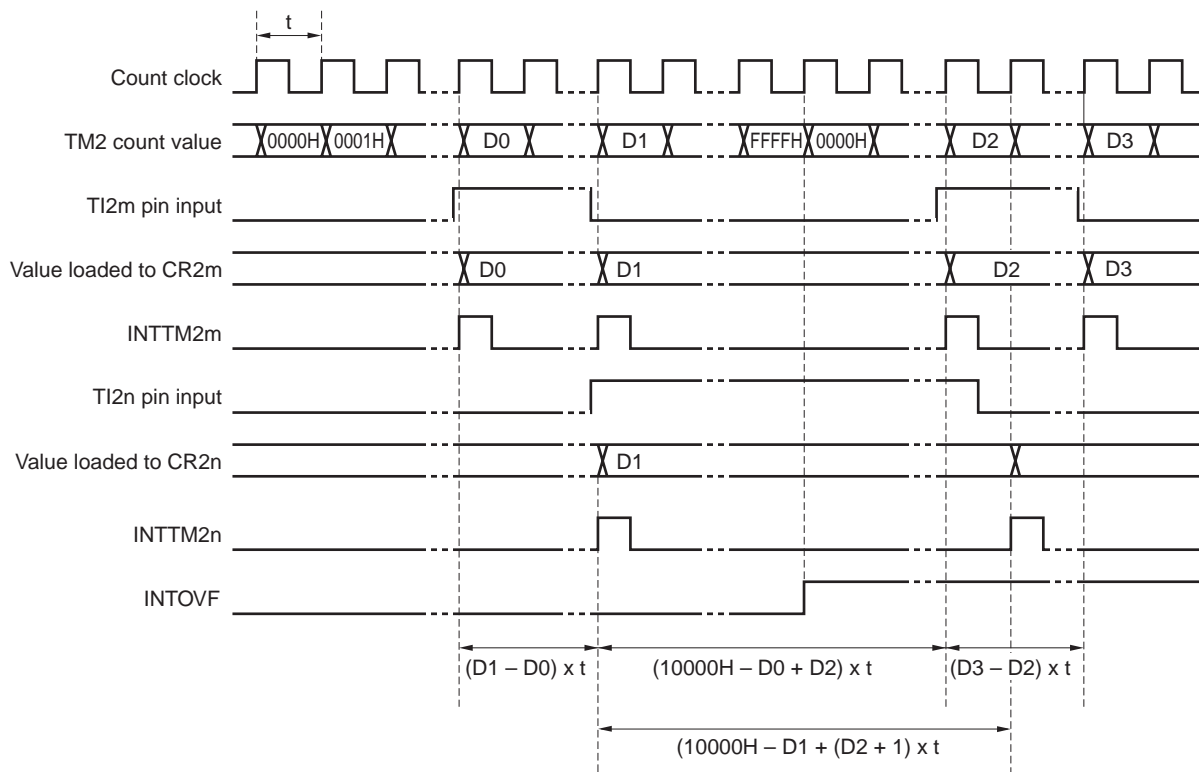 t
Count clock
TM2 count value
0000H 0001H D0 D1 FFFFH 0000H D2 D3
TI2m pin input
Value loaded to CR2m
D0 D1 D2 D3
INTTM2m
TI2n pin input
Value loaded to CR2n
D1
INTTM2n
INTOVF
(D1 – D0) x t (10000H – D0 + D2) x t (D3 – D2) x t
(10000H – D1 + (D2 + 1) x t